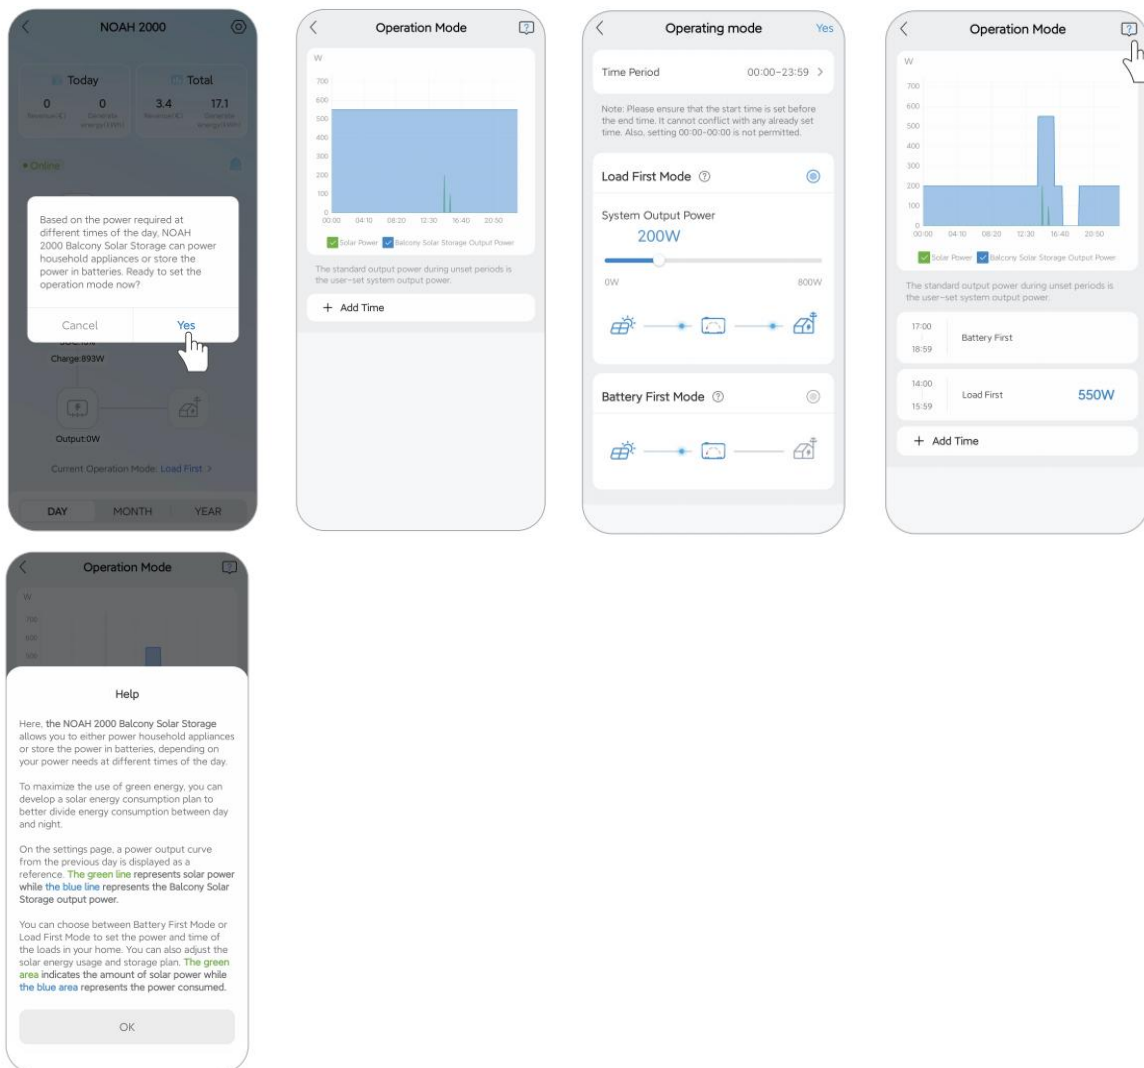 NOAH 2000
Today
Total
0
0
3.4
17.1
Revenue(€)
Generate energy(kWh)
Revenue(€)
Generate energy(kWh)
Online
Based on the power required at
different times of the day, NOAH
2000 Balcony Solar Storage can power
household appliances or store the
power in batteries. Ready to set the
operation mode now?
Cancel
Yes
Charge:893W
Output:0W
Current Operation Mode: Load First >
DAY
MONTH
YEAR
Operation Mode
W
700
600
500
400
300
200
100
0
00:00 04:10 08:20 12:30 16:40 20:50
Solar Power Balcony Solar Storage Output Power
The standard output power during unset periods is
the user-set system output power.
+ Add Time
Operating mode
Yes
Time Period 00:00~23:59 >
Note: Please ensure that the start time is set before
the end time. It cannot conflict with any already set
time. Also, setting 00:00-00:00 is not permitted.
Load First Mode ?
System Output Power
200W
0W 800W
Battery First Mode ?
Operation Mode
W
700
600
500
400
300
200
100
0
00:00 04:10 08:20 12:30 16:40 20:50
Solar Power Balcony Solar Storage Output Power
The standard output power during unset periods is
the user-set system output power.
17:00
Battery First
18:59
14:00
Load First 550W
15:59
+ Add Time
Operation Mode
W
700
600
500
Help
Here, the NOAH 2000 Balcony Solar Storage
allows you to either power household appliances
or store the power in batteries, depending on
your power needs at different times of the day.
To maximize the use of green energy, you can
develop a solar energy consumption plan to
better divide energy consumption between day
and night.
On the settings page, a power output curve
from the previous day is displayed as a
reference. The green line represents solar power
while the blue line represents the Balcony Solar
Storage output power.
You can choose between Battery First Mode or
Load First Mode to set the power and time of
the loads in your home. You can also adjust the
solar energy usage and storage plan. The green
area indicates the amount of solar power while
the blue area represents the power consumed.
OK